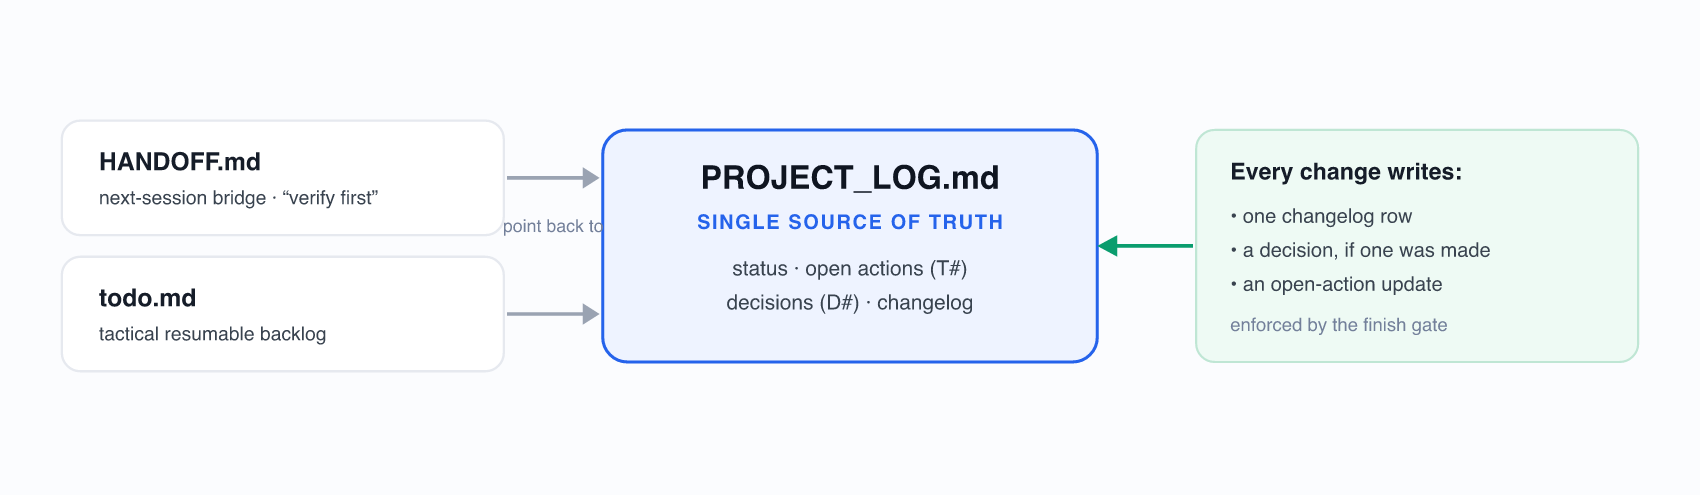 HANDOFF.md
next-session bridge · “verify first”
point back to
todo.md
tactical resumable backlog
PROJECT_LOG.md
SINGLE SOURCE OF TRUTH
status · open actions (T#)
decisions (D#) · changelog
Every change writes:
• one changelog row
• a decision, if one was made
• an open-action update
enforced by the finish gate